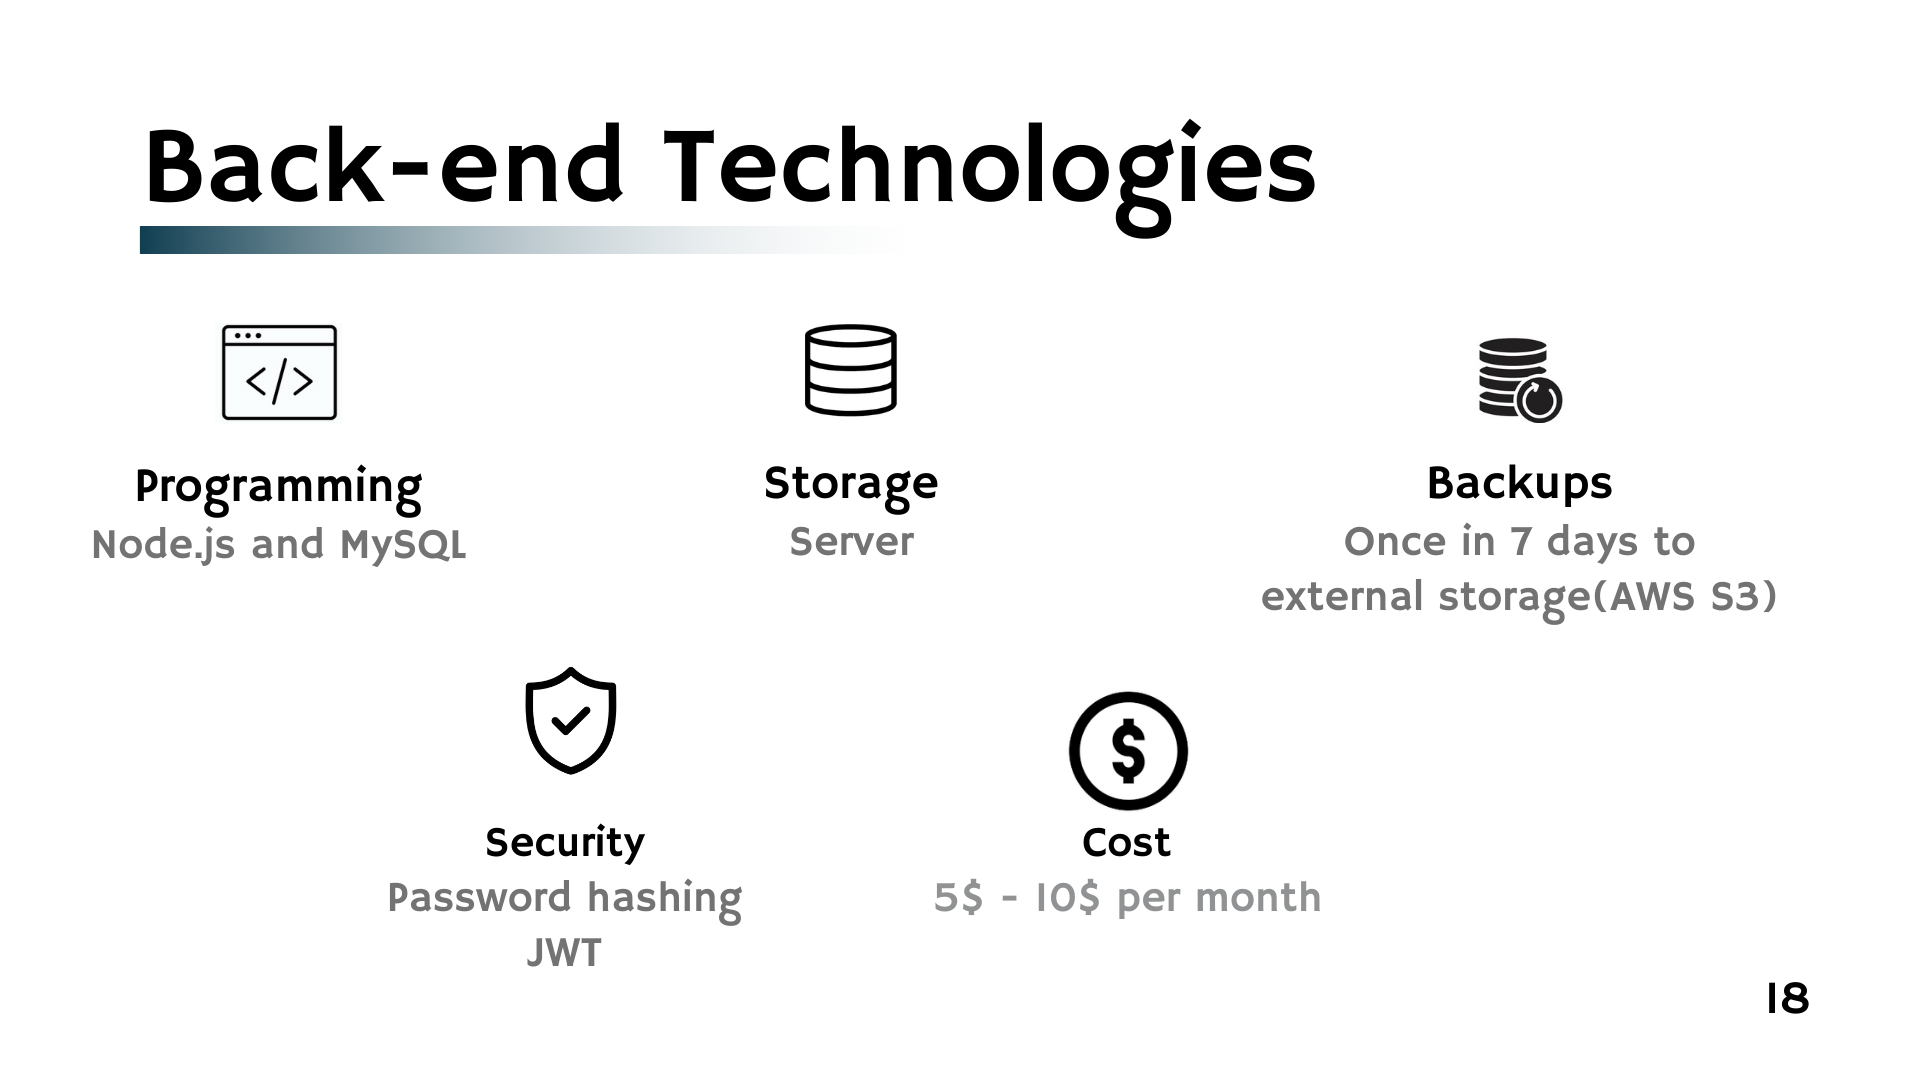 Back-end Technologies
</>
Programming
Node.js and MySQL
Storage
Server
Backups
Once in 7 days to
external storage(AWS S3)
Security
Password hashing
JWT
$
Cost
5$ - 10$ per month
18